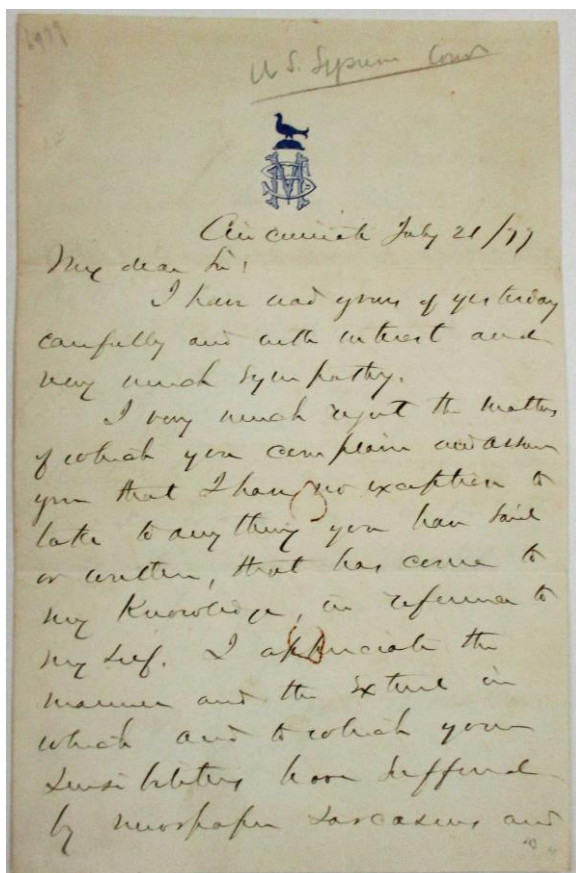 U S. Supreme Court
Cincinnati July 21/77
My dear Sir!
I have read yours of yesterday
carefully and with interest and
very much sympathy.
I very much regret the matters
of which you complain and assure
you that I have no exception to
take to anything you have said
or written, that has come to
my knowledge, in reference to
myself. I appreciate the
manner and the extent in
which and to which your
sensibilities have suffered
by newspaper sarcasms and